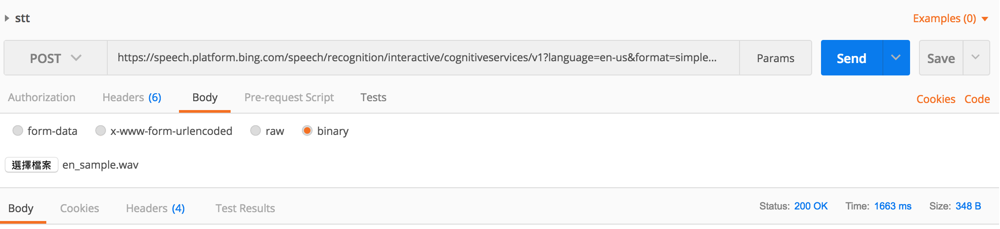 stt
Examples (0)
POST
https://speech.platform.bing.com/speech/recognition/interactive/cognitiveservices/v1?language=en-us&format=simple...
Params
Send
Save
Authorization
Headers (6)
Body
Pre-request Script
Tests
Cookies
Code
form-data
x-www-form-urlencoded
raw
binary
選擇檔案 en_sample.wav
Body
Cookies
Headers (4)
Test Results
Status: 200 OK
Time: 1663 ms
Size: 348 B